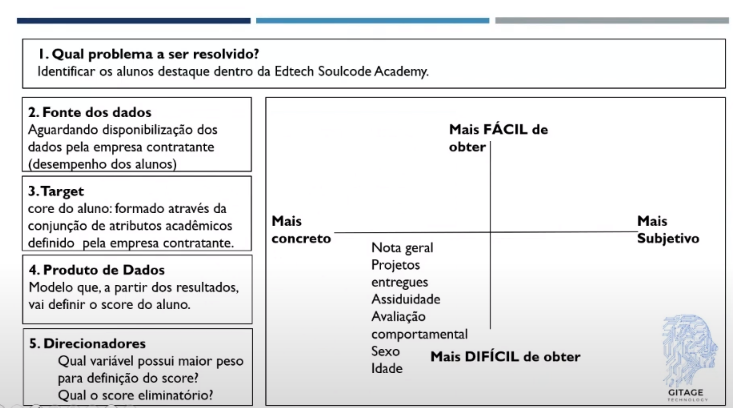 1. Qual problema a ser resolvido?
Identificar os alunos destaque dentro da Edtech Soulcode Academy.
2. Fonte dos dados
Aguardando disponibilização dos
dados pela empresa contratante
(desempenho dos alunos)
3. Target
core do aluno: formado através da
conjunção de atributos acadêmicos
definido pela empresa contratante.
4. Produto de Dados
Modelo que, a partir dos resultados,
vai definir o score do aluno.
5. Direcionadores
Qual variável possui maior peso
para definição do score?
Qual o score eliminatório?
Mais FÁCIL de
obter
Mais
concreto
Mais
Subjetivo
Nota geral
Projetos
entregues
Assiduidade
Avaliação
comportamental
Sexo
Idade
Mais DIFÍCIL de obter
GITAGE
TECHNOLOGY